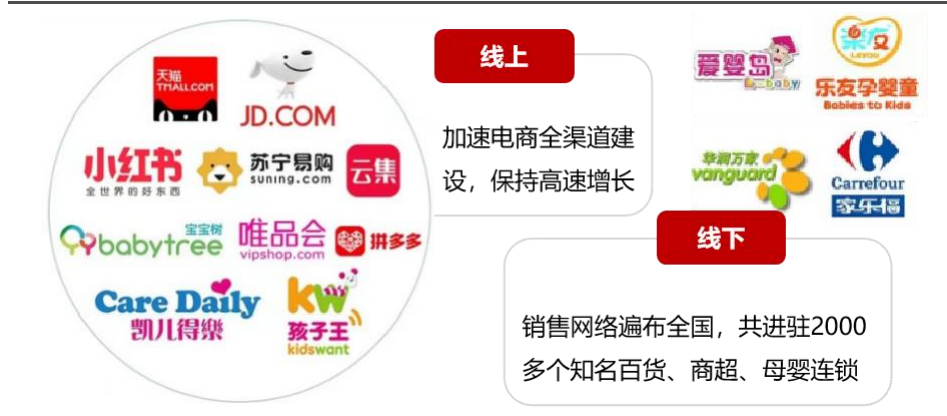 天猫
TMALL.COM
JD.COM
小红书
全世界的好东西
苏宁易购
suning.com
云集
宝宝树
babytree
唯品会
vipshop.com
拼多多
Care Daily
凯儿得樂
kw
孩子王
kidswant
线上
加速电商全渠道建
设，保持高速增长
爱婴岛
baby
乐友
Leyou
乐友孕婴童
Babies to Kids
华润万家
vanguard
Carrefour
家乐福
线下
销售网络遍布全国，共进驻2000
多个知名百货、商超、母婴连锁